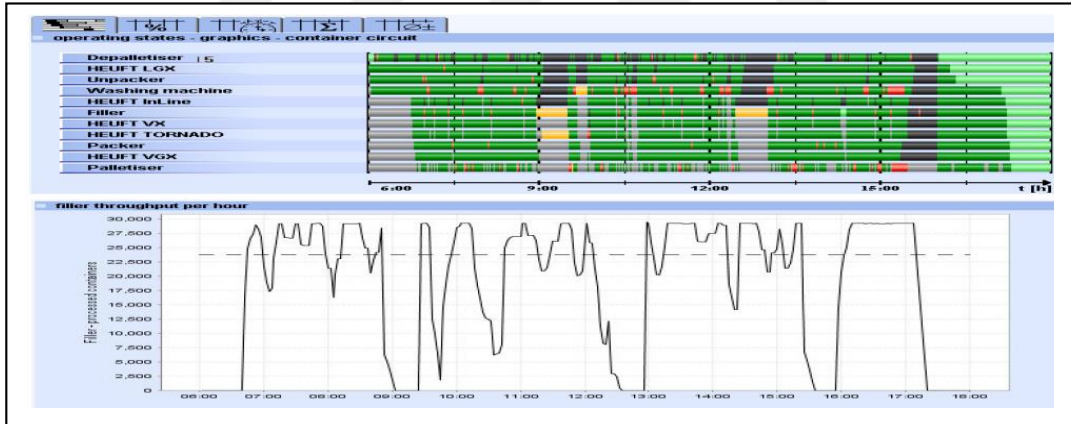 % Σ Ø±
operating states - graphics - container circuit
Depalletiser 15
HEUFT LGX
Unpacker
Washing machine
HEUFT InLine
Filler
HEUFT VX
HEUFT TORNADO
Packer
HEUFT VGX
Palletiser
6:00 9:00 12:00 15:00 t [h]
filler throughput per hour
30,000
27,500
25,000
22,500
20,000
17,500
15,000
12,500
10,000
7,500
5,000
2,500
0
Filler - processed containers
06:00 07:00 08:00 09:00 10:00 11:00 12:00 13:00 14:00 15:00 16:00 17:00 18:00